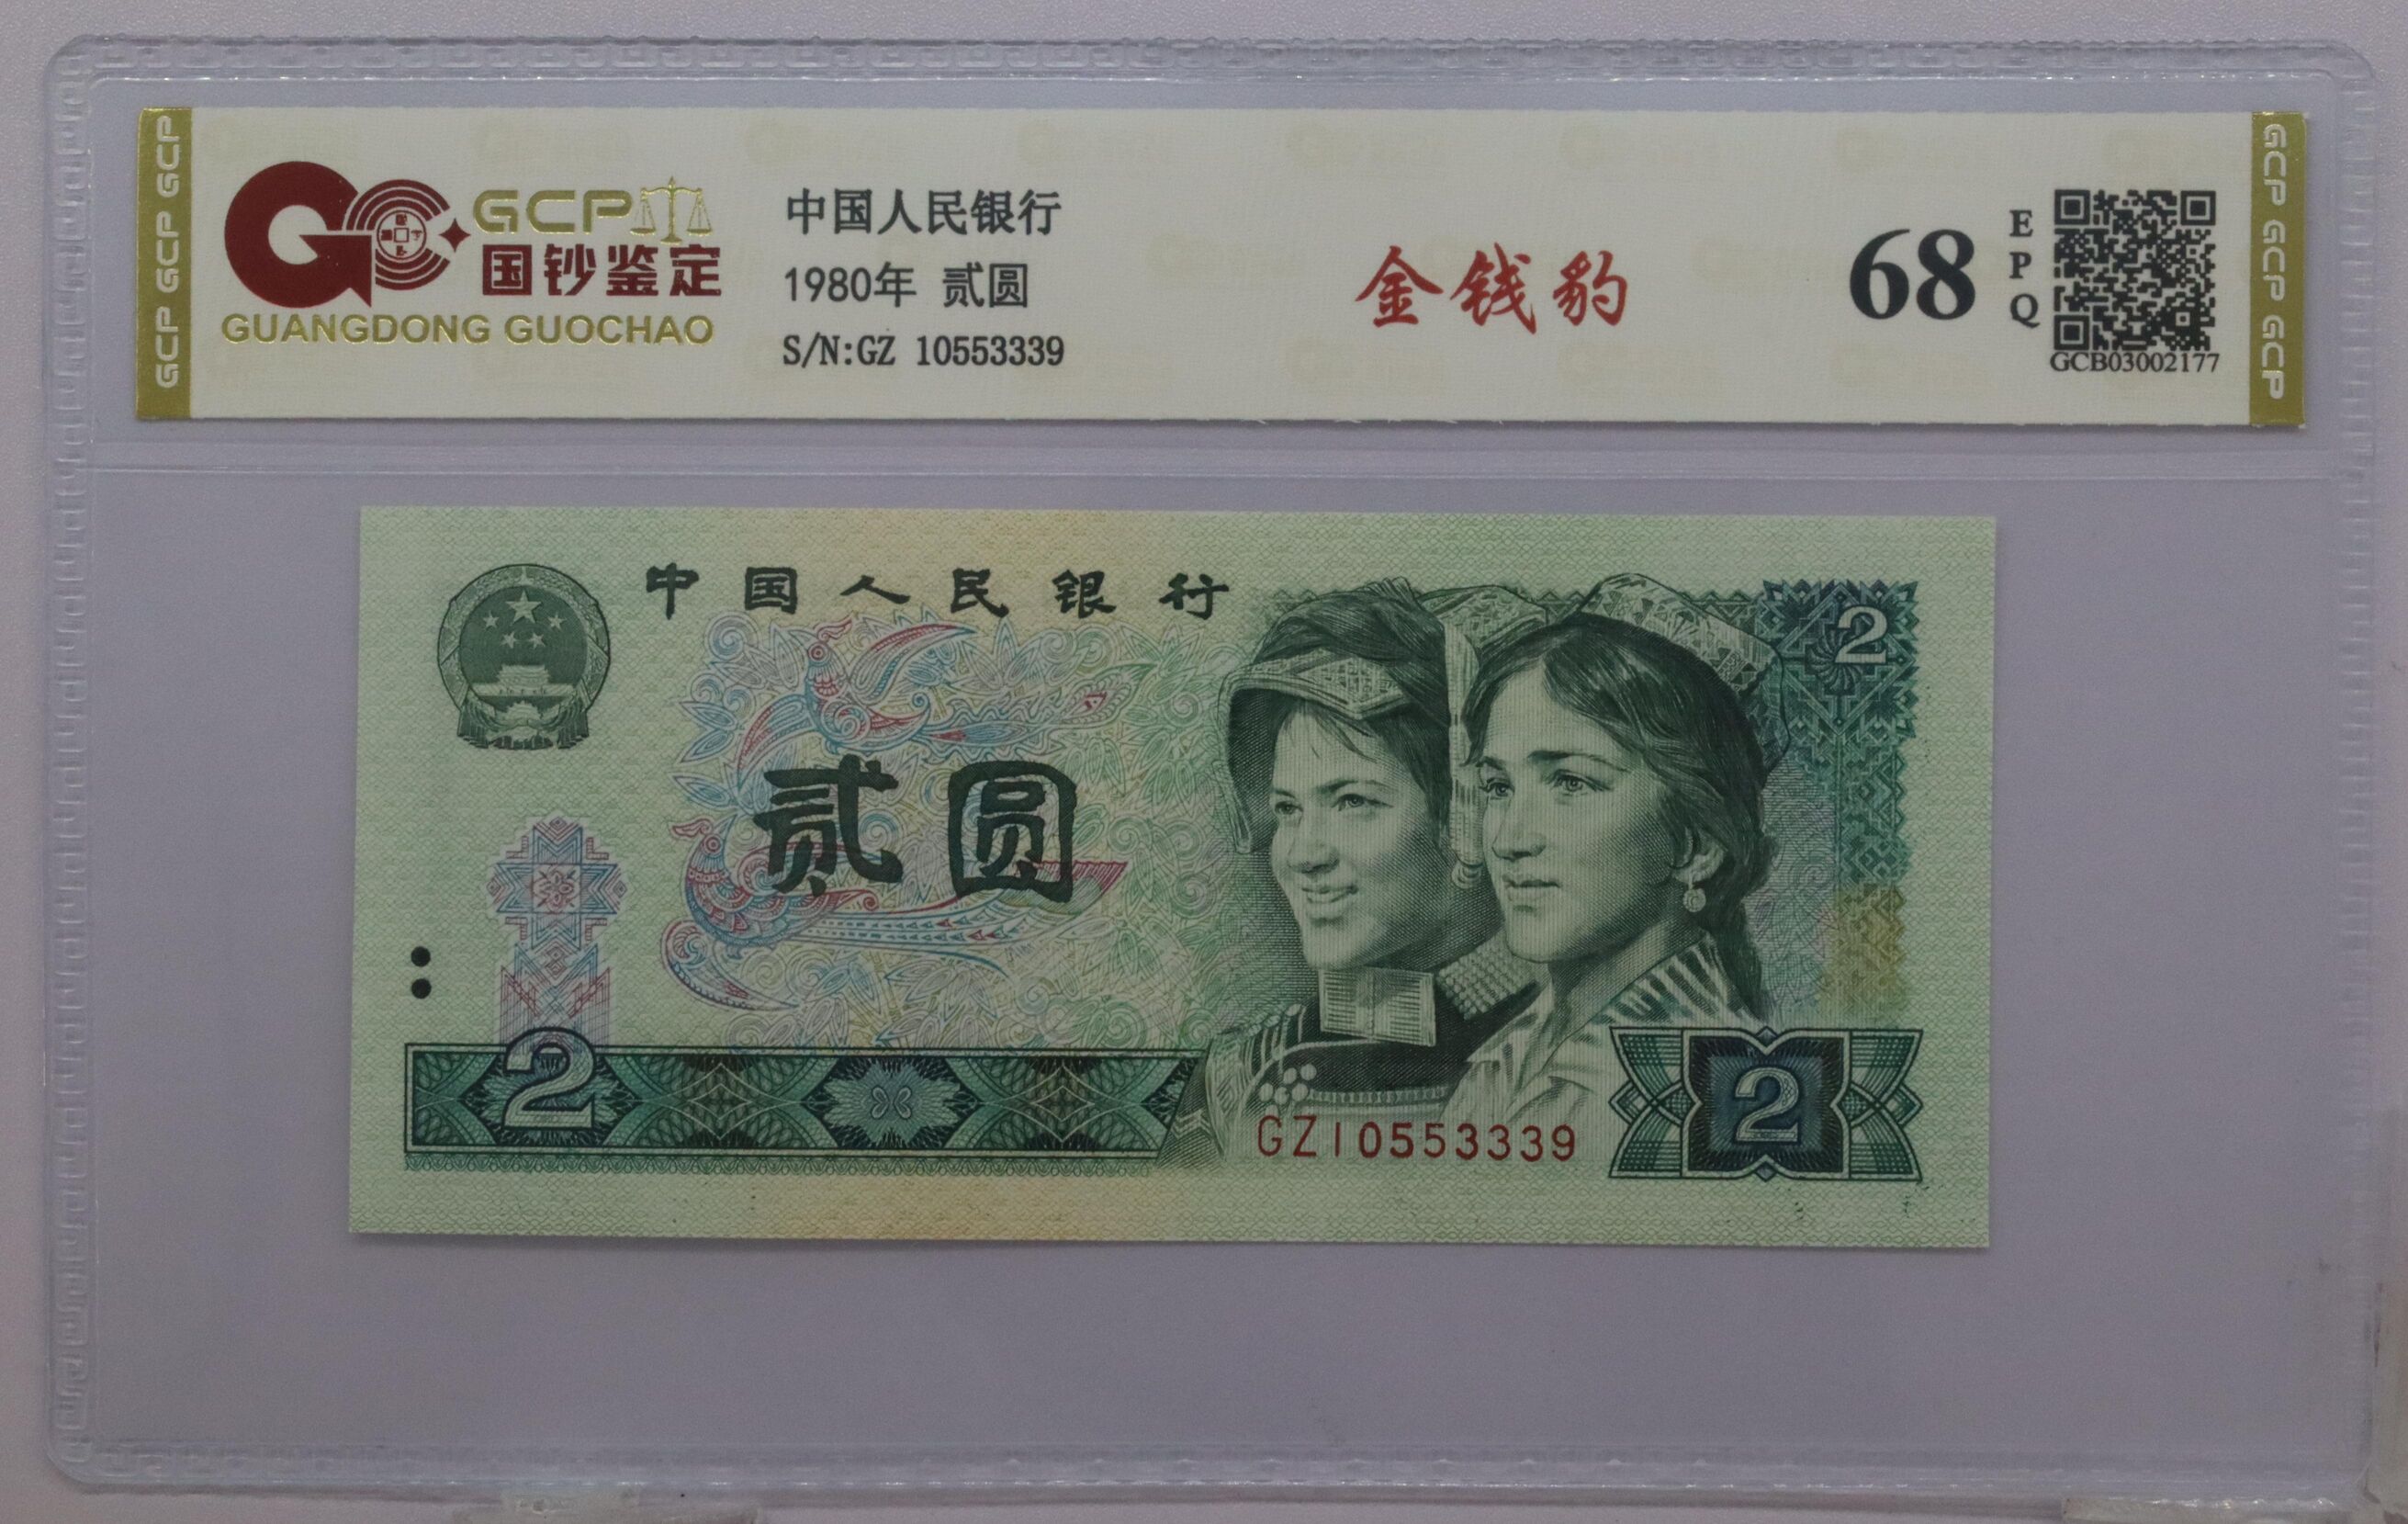 GCP GCP GCP
GCP
国钞鉴定
GUANGDONG GUOCHAO
中国人民银行
1980年 贰圆
S/N:GZ 10553339
金钱豹
68
EPQ
GCB03002177
GCP GCP GCP
中国人民银行
2
贰圆
2
GZ10553339
2